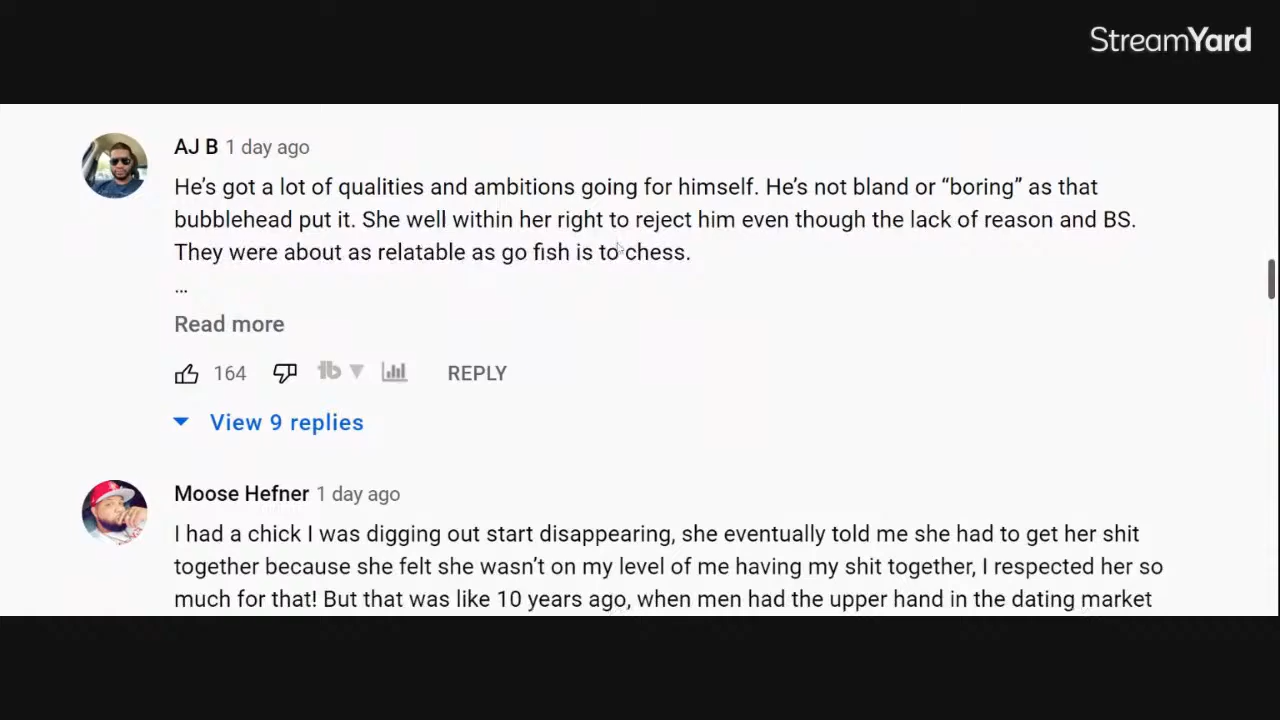 StreamYard
AJ B 1 day ago
He’s got a lot of qualities and ambitions going for himself. He’s not bland or “boring” as that
bubblehead put it. She well within her right to reject him even though the lack of reason and BS.
They were about as relatable as go fish is to chess.
...
Read more
164 REPLY
View 9 replies
Moose Hefner 1 day ago
I had a chick I was digging out start disappearing, she eventually told me she had to get her shit
together because she felt she wasn’t on my level of me having my shit together, I respected her so
much for that! But that was like 10 years ago, when men had the upper hand in the dating market